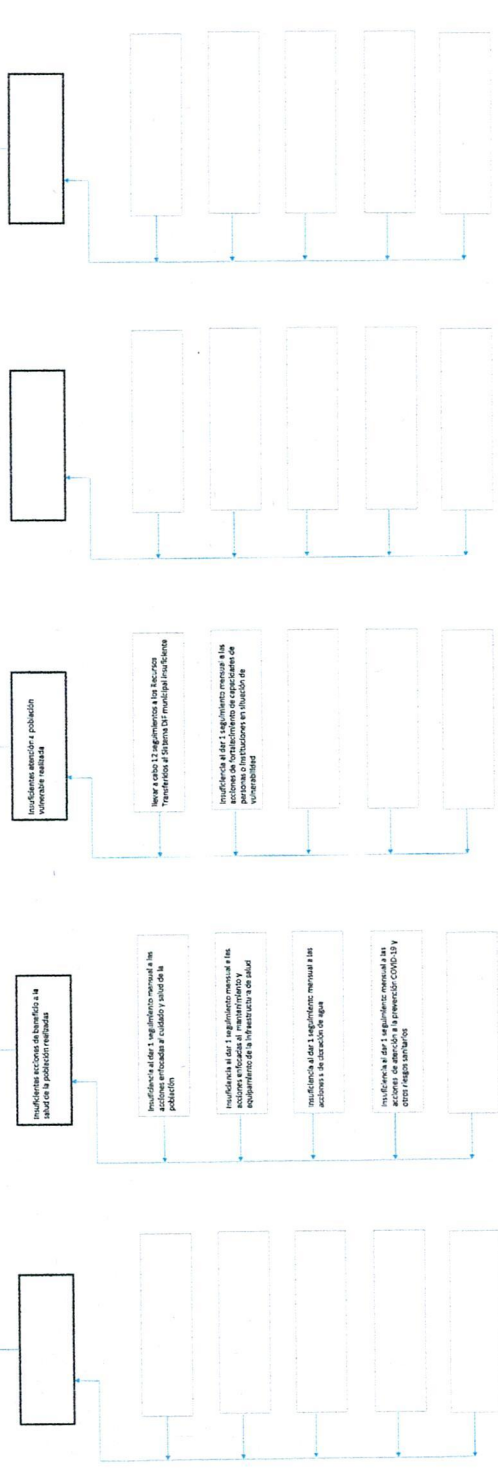 Insuficientes acciones de beneficio a la
salud de la población realizadas
Insuficiencia al dar 1 seguimiento mensual a las
acciones enfocadas al cuidado y salud de la
población
Insuficiencia al dar 1 seguimiento mensual a las
acciones enfocadas al mantenimiento y
equipamiento de la infraestructura de salud
Insuficiencia al dar 1 seguimiento mensual a las
acciones de cloración de agua
Insuficiencia al dar 1 seguimiento mensual a las
acciones de atención a la prevención COVID-19 y
otros riesgos sanitarios
Insuficientes atención a población
vulnerable realizada
llevar a cabo 12 seguimientos a los Recursos
Transferidos al Sistema DIF municipal insuficiente
Insuficiencia al dar 1 seguimiento mensual a las
acciones de fortalecimiento de capacidades de
personas o instituciones en situación de
vulnerabilidad